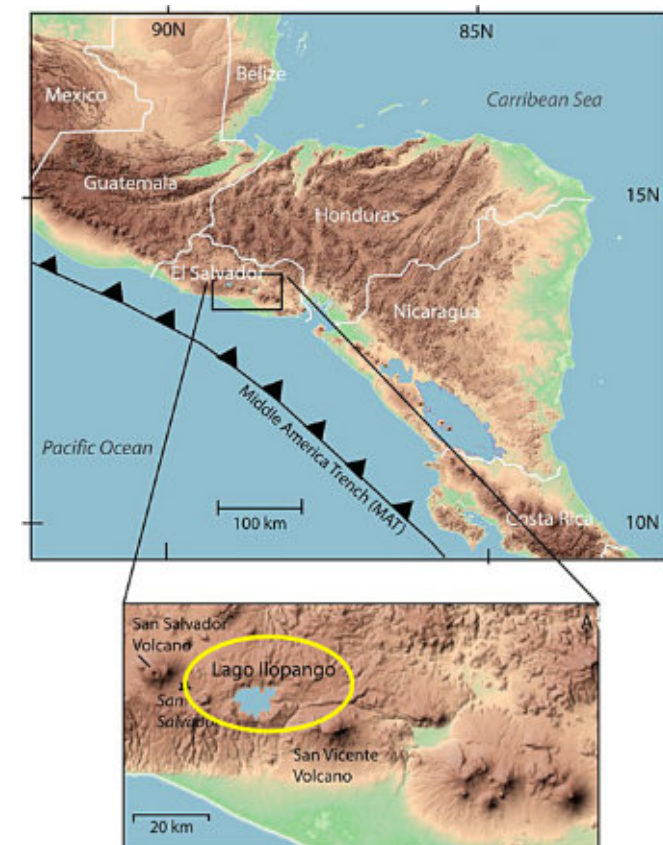 90N
85N
Belize
Mexico
Carribean Sea
Guatemala
15N
Honduras
El Salvador
Nicaragua
Middle America Trench (MAT)
Pacific Ocean
100 km
Costa Rica
10N
San Salvador
Volcano
Lago Ilopango
San
Salvador
San Vicente
Volcano
20 km